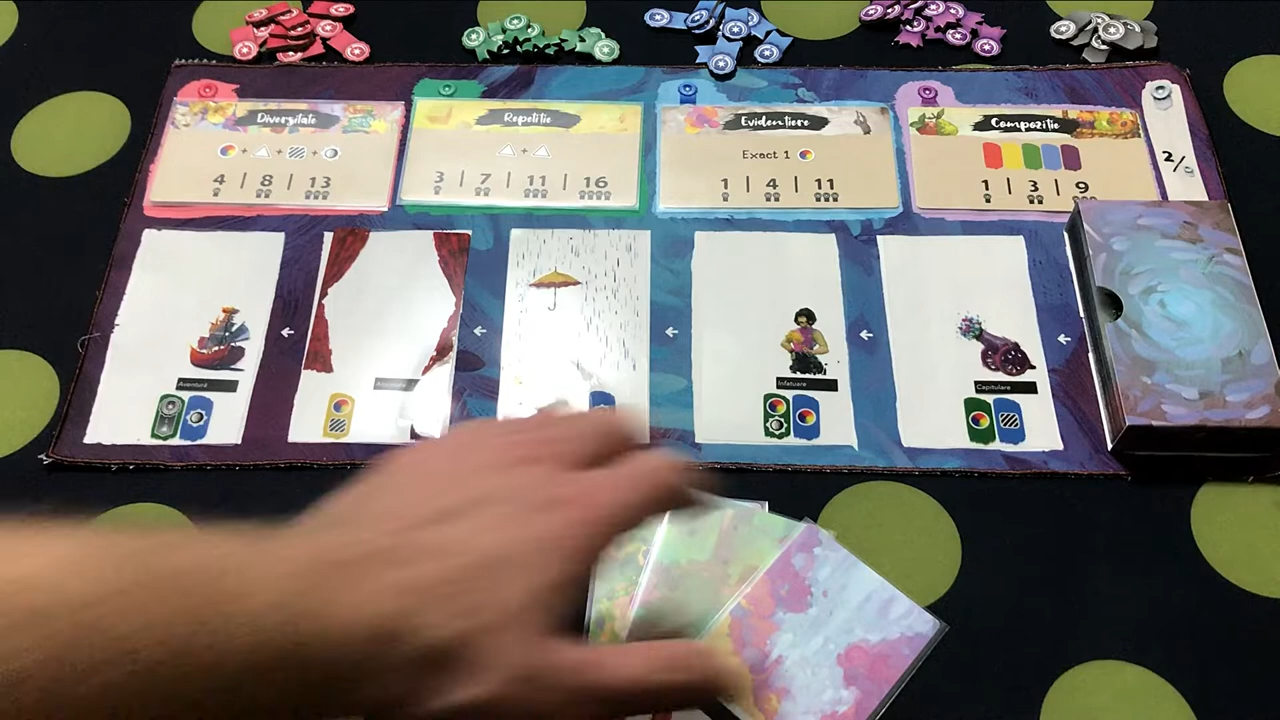 Diversitate
4 | 8 | 13
Repetiție
3 | 7 | 11 | 16
Evidențiere
Exact 1
1 | 4 | 11
Compoziție
1 | 3 | 9
Aventură
Infatuare
Capitulare